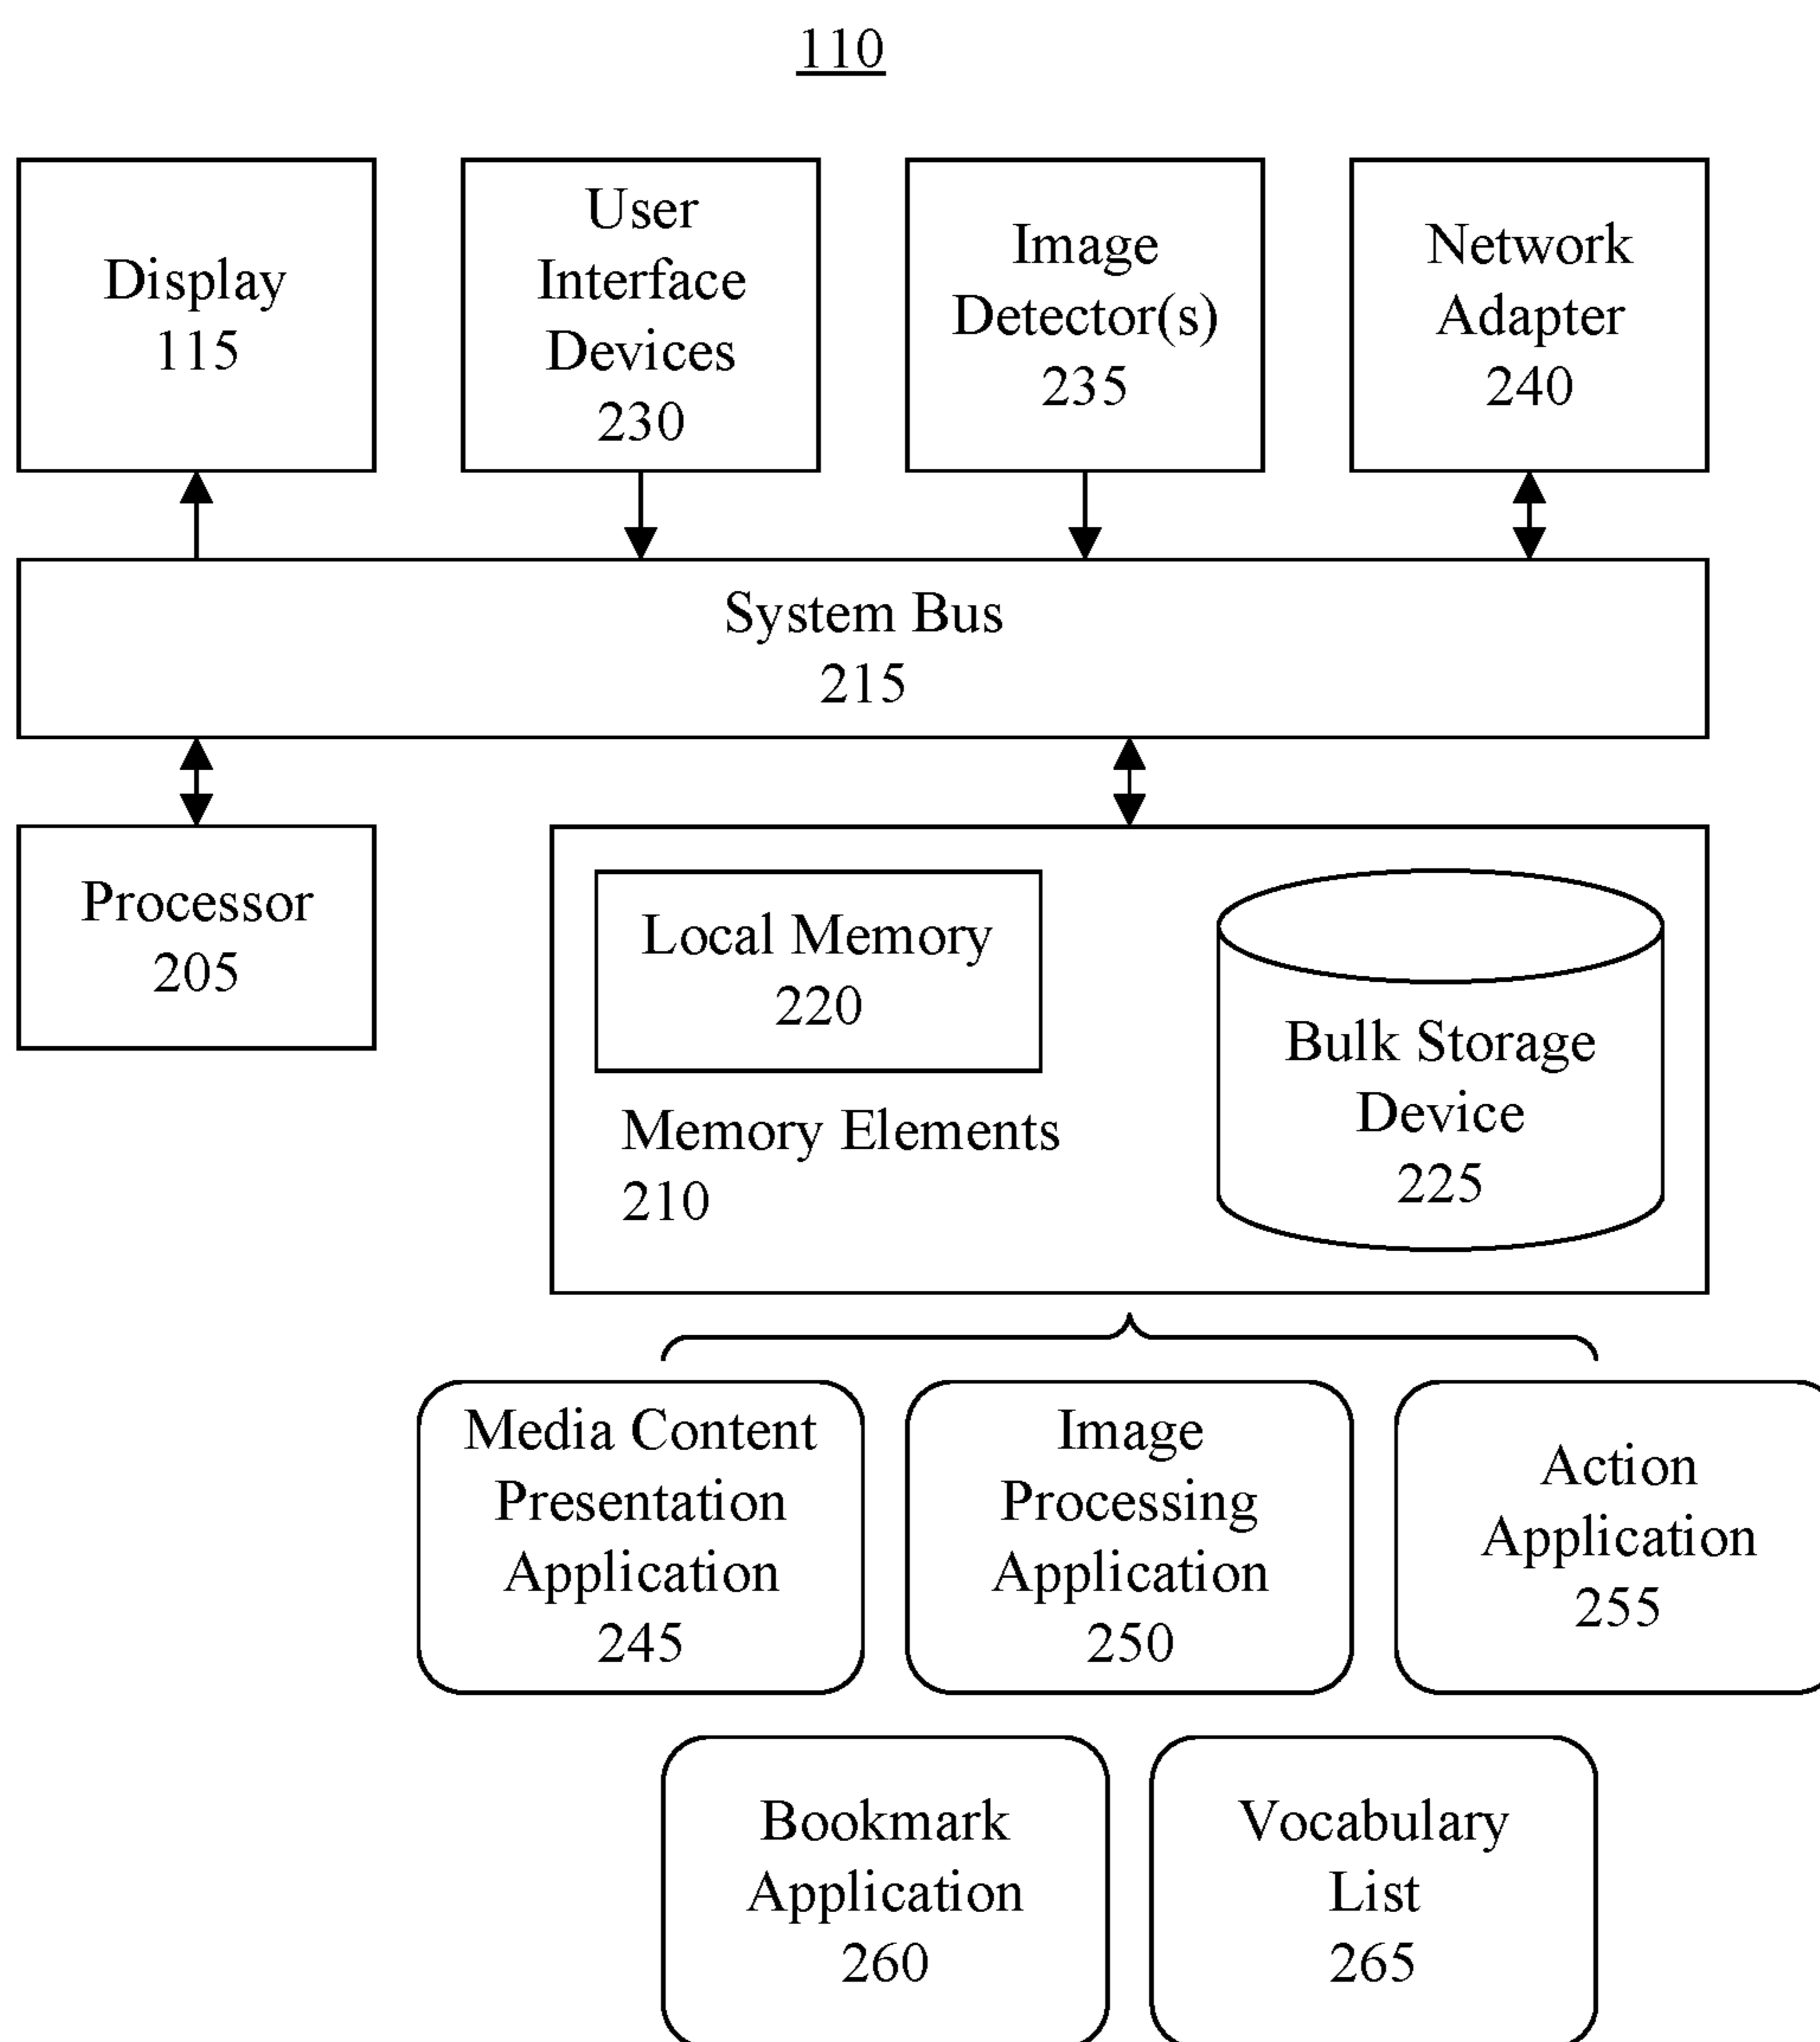 110
Display
115
User
Interface
Devices
230
Image
Detector(s)
235
Network
Adapter
240
System Bus
215
Processor
205
Local Memory
220
Memory Elements
210
Bulk Storage
Device
225
Media Content
Presentation
Application
245
Image
Processing
Application
250
Action
Application
255
Bookmark
Application
260
Vocabulary
List
265